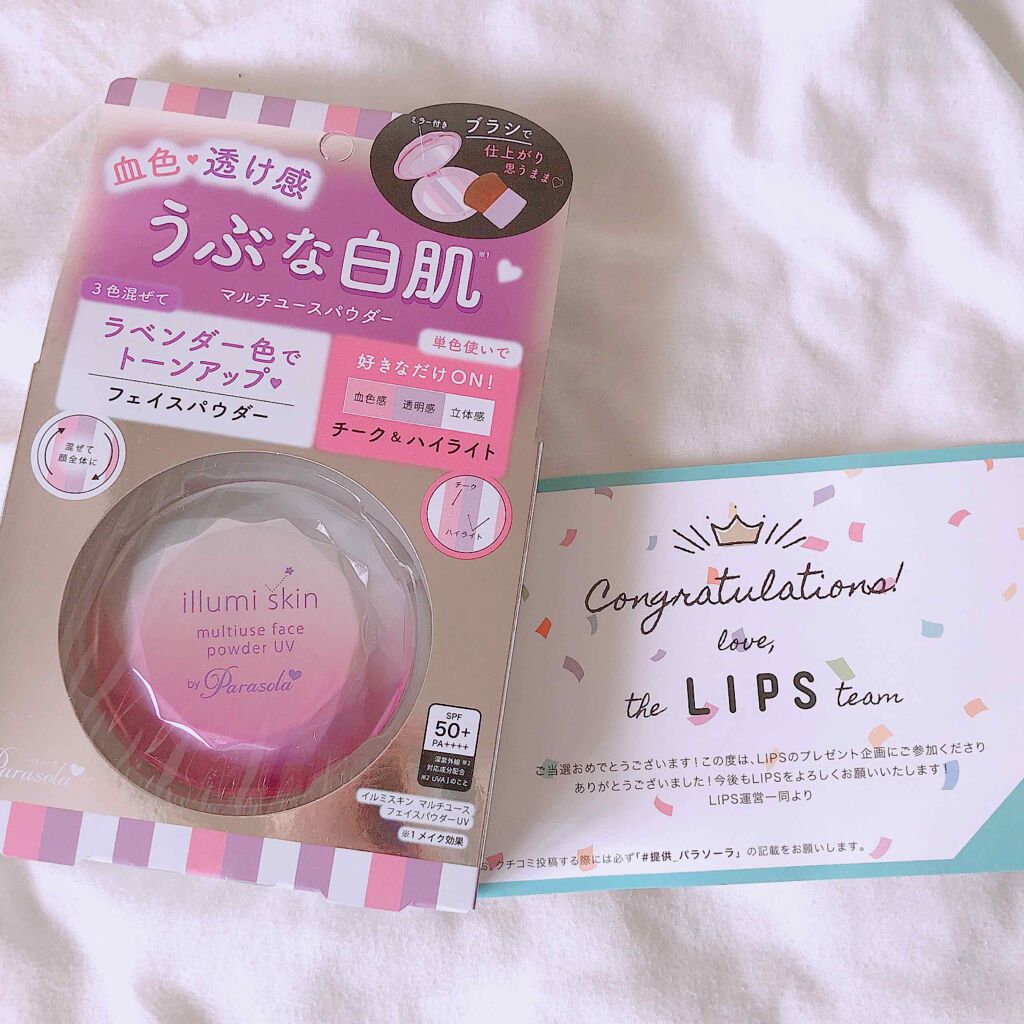 ミラー付き
ブラシで
仕上がり
思うまま♡
血色♥透け感
うぶな白肌※1
マルチユースパウダー
3色混ぜて
ラベンダー色で
トーンアップ♥
フェイスパウダー
単色使いで
好きなだけON!
血色感 透明感 立体感
チーク&ハイライト
混ぜて
顔全体に
チーク
ハイライト
illumi skin
multiuse face
powder UV
by Parasola
SPF
50+
PA++++
深紫外線※2
対応成分配合
※2 UVAⅠのこと
Parasola
イルミスキン マルチユース
フェイスパウダーUV
※1メイク効果
Congratulations!
love,
the LIPS team
ご当選おめでとうございます!この度は、LIPSのプレゼント企画にご参加くださり
ありがとうございました!今後もLIPSをよろしくお願いいたします!
LIPS運営一同より
お、クチコミ投稿する際には必ず「#提供_パラソーラ」の記載をお願いします。